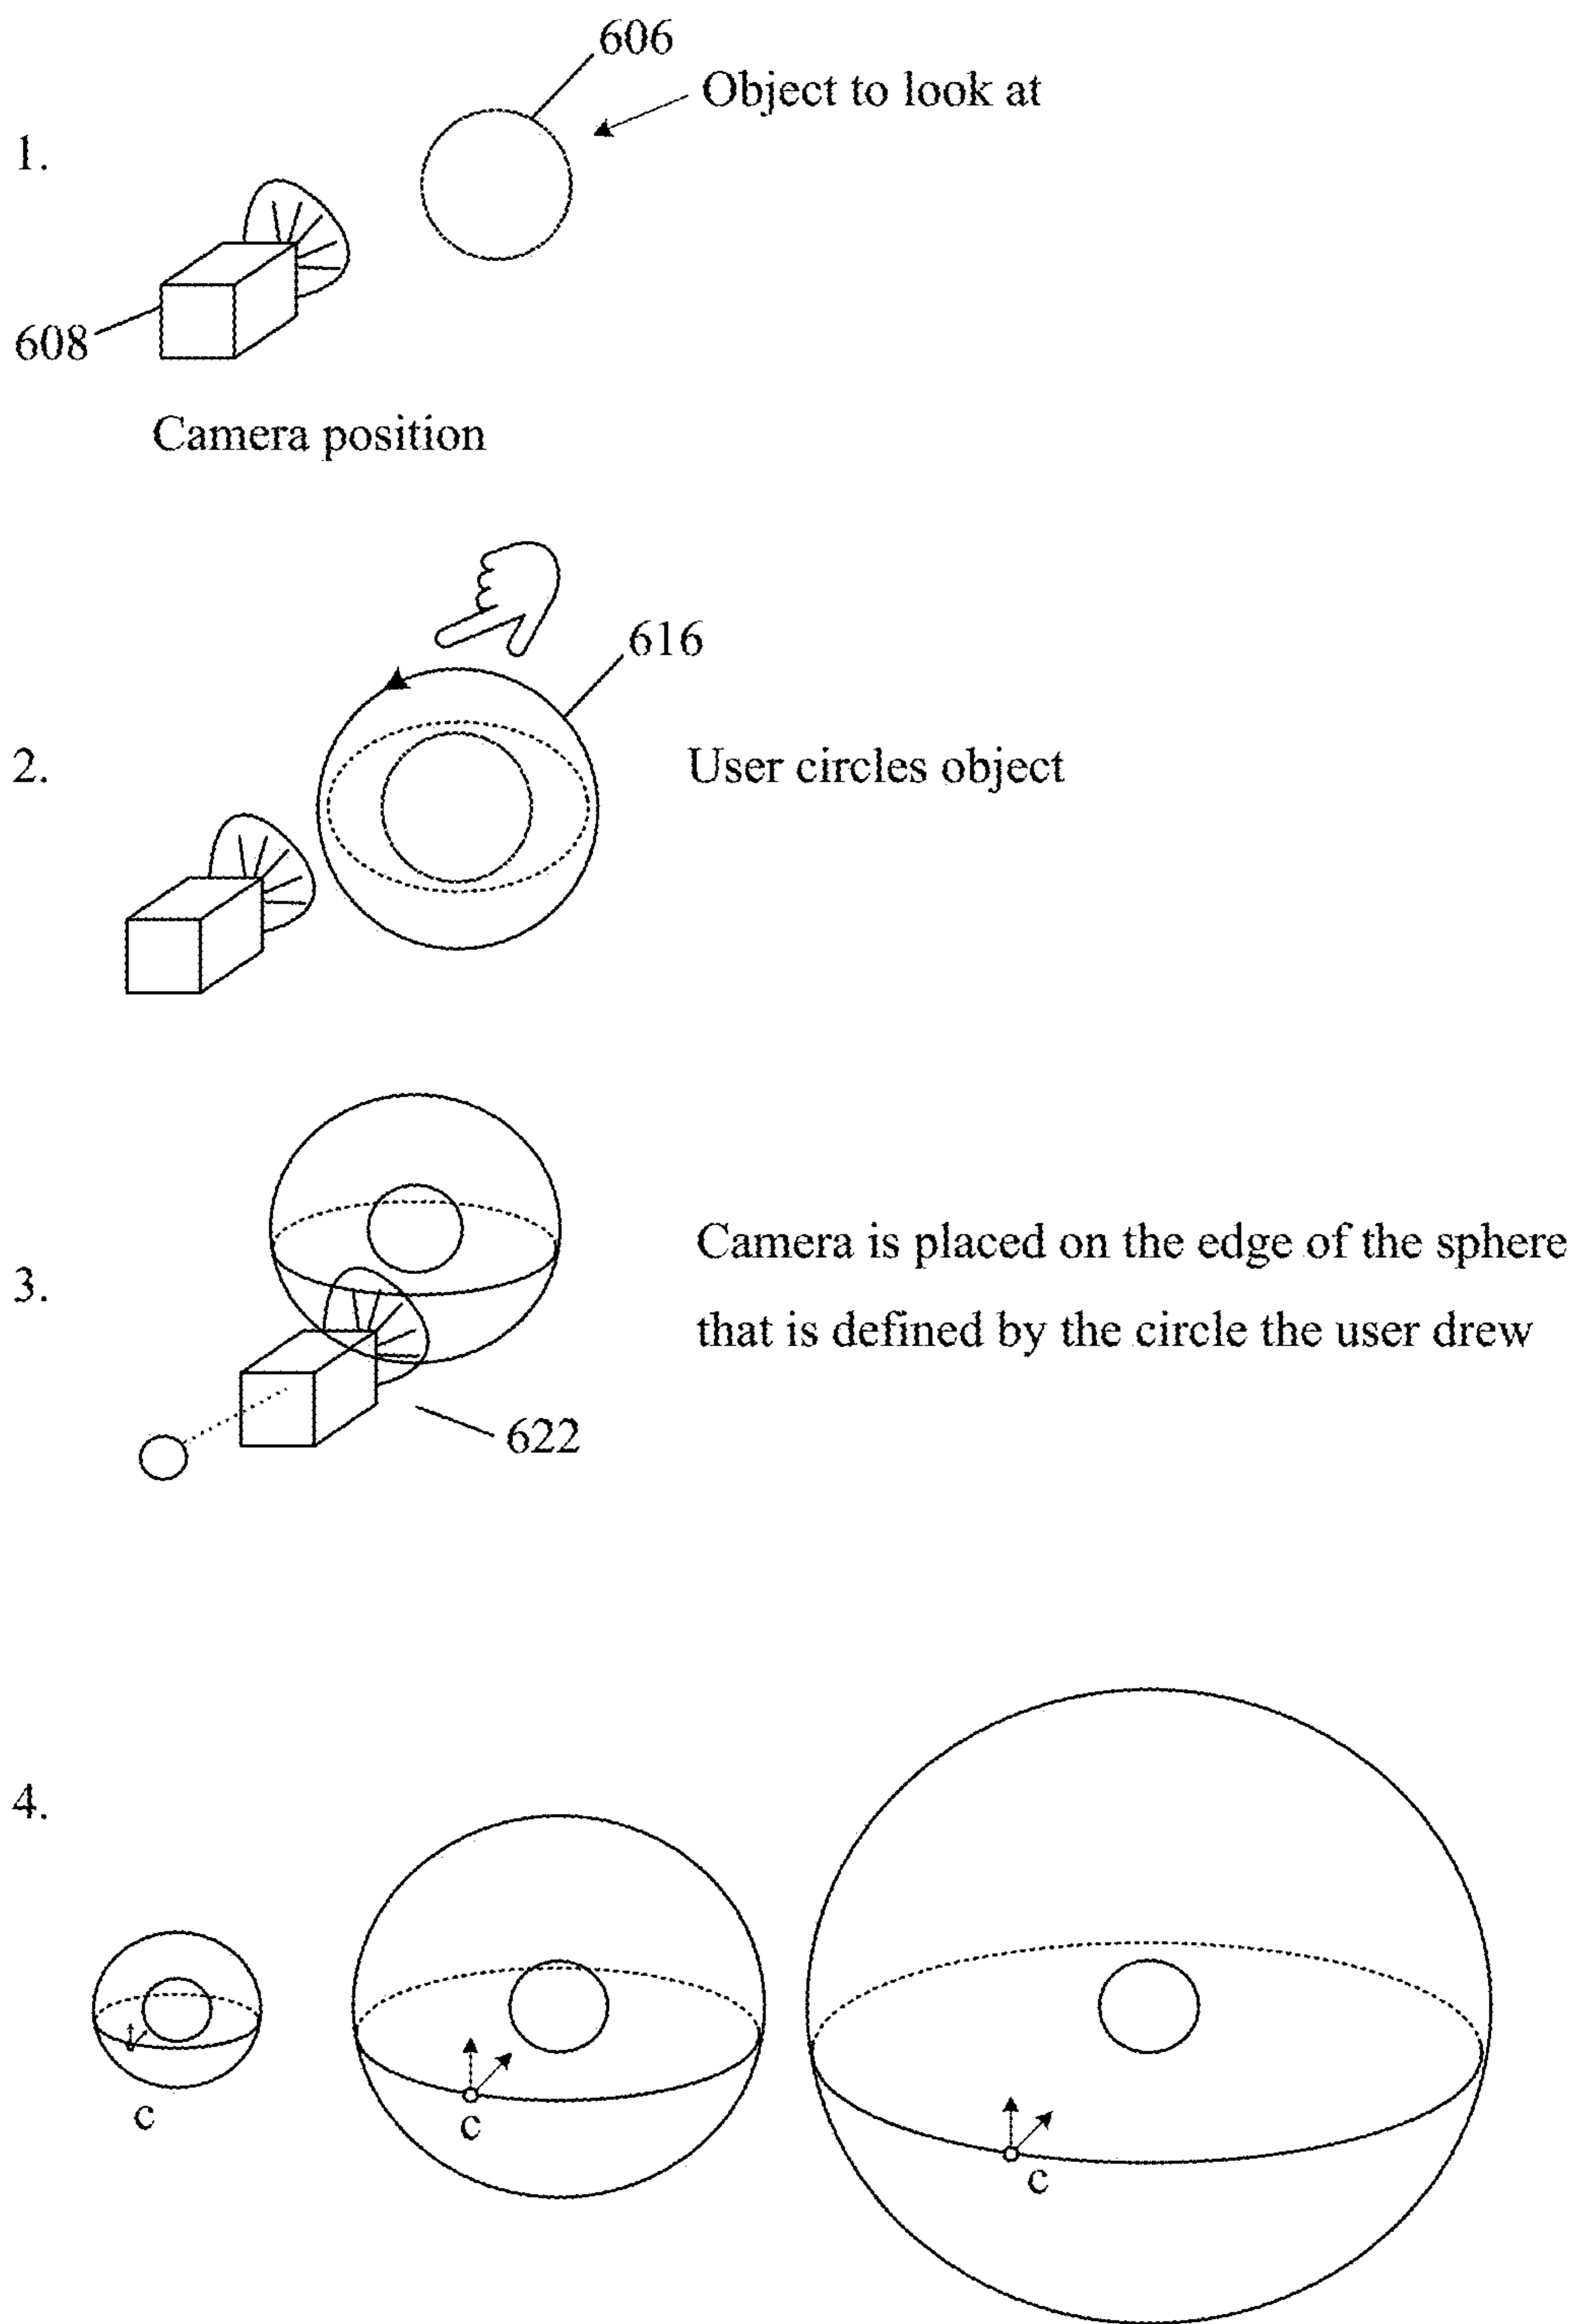 606
Object to look at
1.
608
Camera position
616
2.
User circles object
Camera is placed on the edge of the sphere
3.
that is defined by the circle the user drew
622
4.
c
c
c